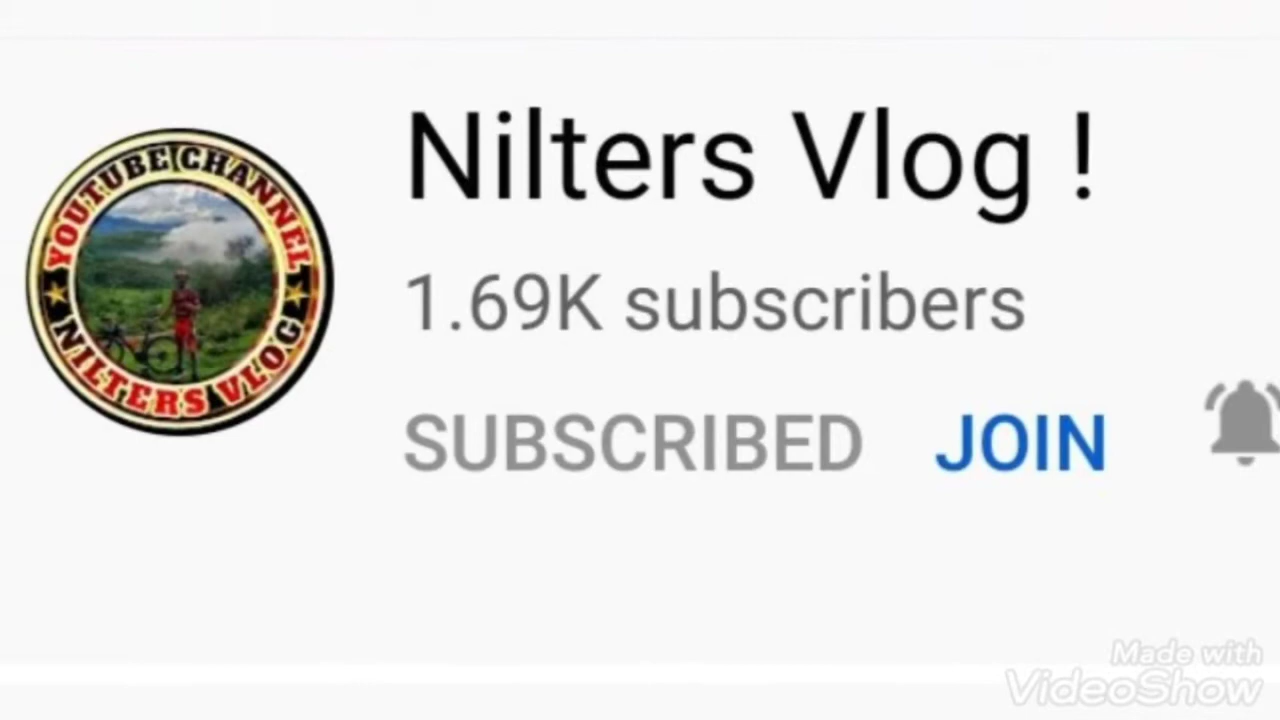 YOUTUBE CHANNEL
NILTERS VLOG
Nilters Vlog !
1.69K subscribers
SUBSCRIBED JOIN
Made with
VideoShow